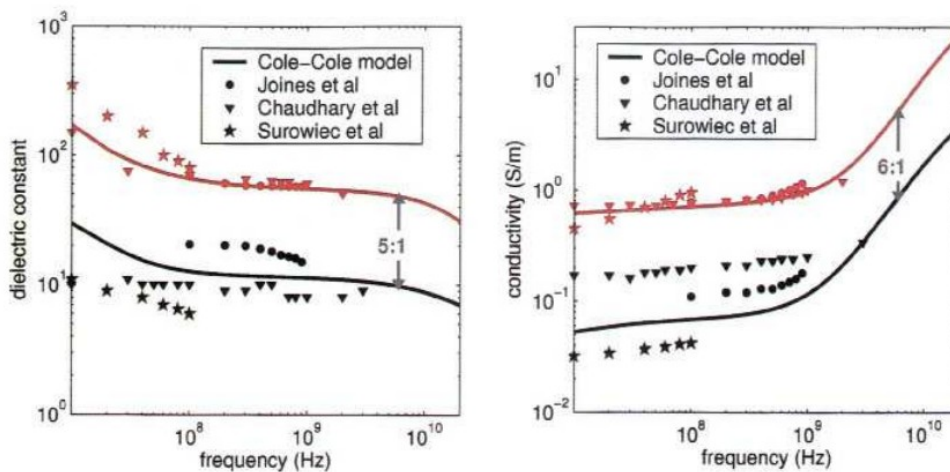 10³
10²
10¹
10⁰
dielectric constant
Cole−Cole model
Joines et al
Chaudhary et al
Surowiec et al
5:1
10⁸
10⁹
10¹⁰
frequency (Hz)
10¹
10⁰
10⁻¹
10⁻²
conductivity (S/m)
Cole−Cole model
Joines et al
Chaudhary et al
Surowiec et al
6:1
10⁸
10⁹
10¹⁰
frequency (Hz)